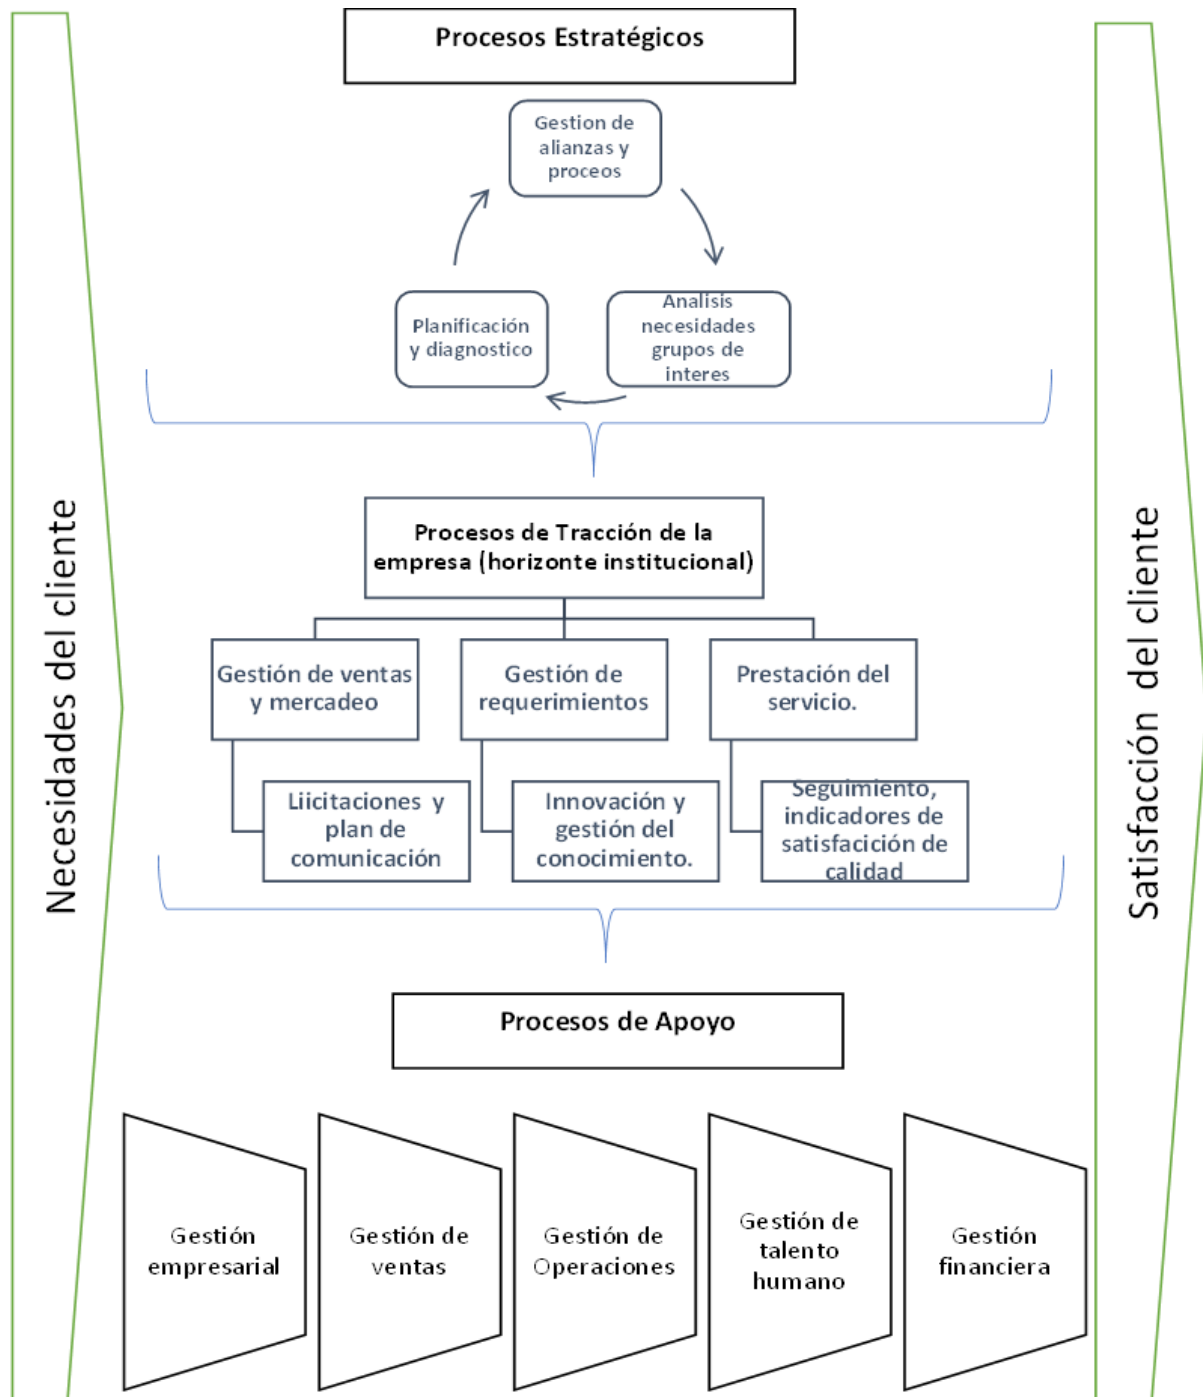 Procesos Estratégicos
Gestion de
alianzas y
proceos
Planificación
y diagnostico
Analisis
necesidades
grupos de
interes
Necesidades del cliente
Satisfacción del cliente
Procesos de Tracción de la
empresa (horizonte institucional)
Gestión de ventas
y mercadeo
Gestión de
requerimientos
Prestación del
servicio.
Liicitaciones y
plan de
comunicación
Innovación y
gestión del
conocimiento.
Seguimiento,
indicadores de
satisfacición de
calidad
Procesos de Apoyo
Gestión
empresarial
Gestión de
ventas
Gestión de
Operaciones
Gestión de
talento
humano
Gestión
financiera